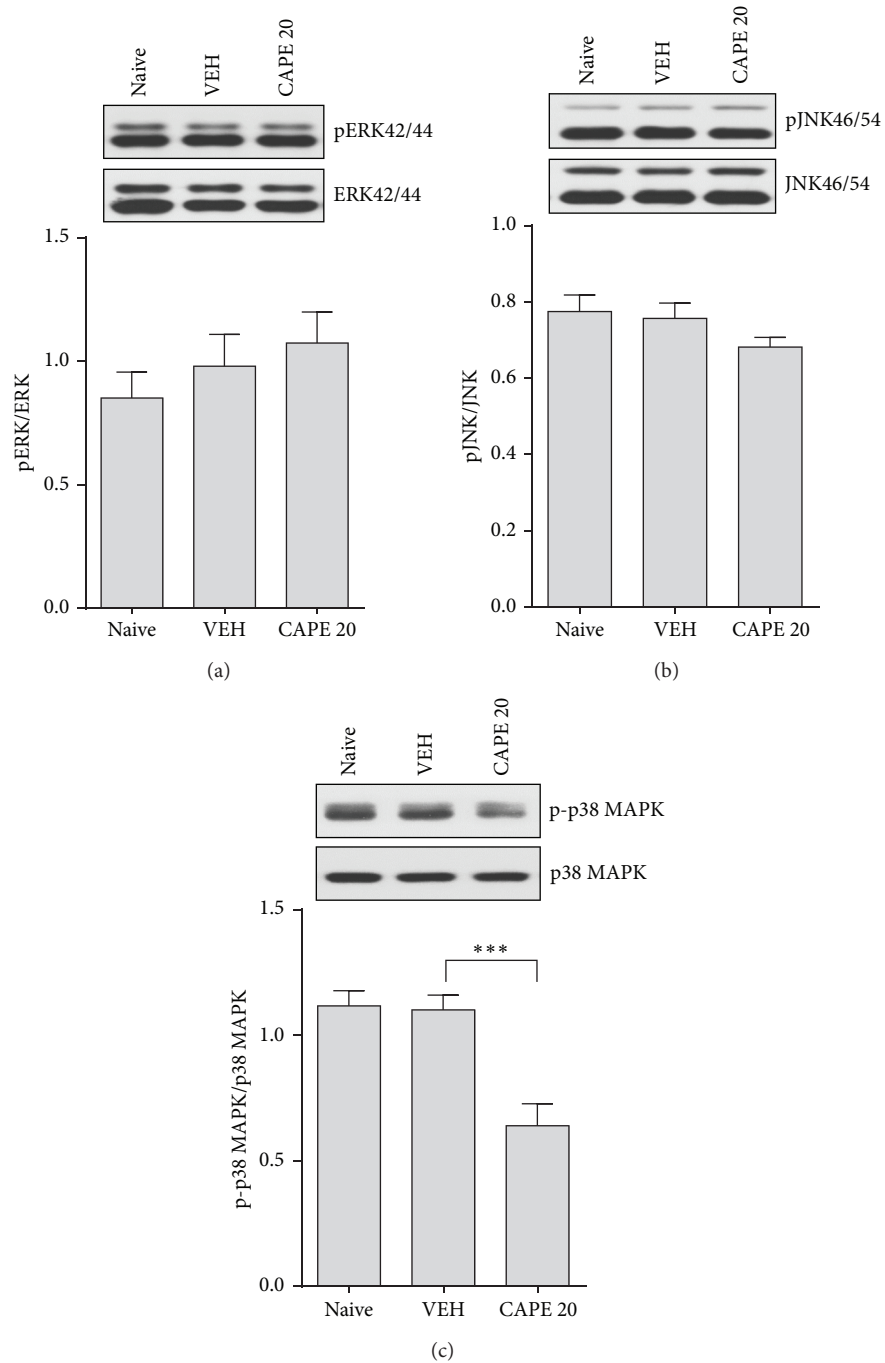 Naive
VEH
CAPE 20
pERK42/44
ERK42/44
1.5
1.0
0.5
0.0
pERK/ERK
Naive VEH CAPE 20
(a)
Naive
VEH
CAPE 20
pJNK46/54
JNK46/54
1.0
0.8
0.6
0.4
0.2
0.0
pJNK/JNK
Naive VEH CAPE 20
(b)
Naive
VEH
CAPE 20
p-p38 MAPK
p38 MAPK
1.5
1.0
0.5
0.0
p-p38 MAPK/p38 MAPK
***
Naive VEH CAPE 20
(c)